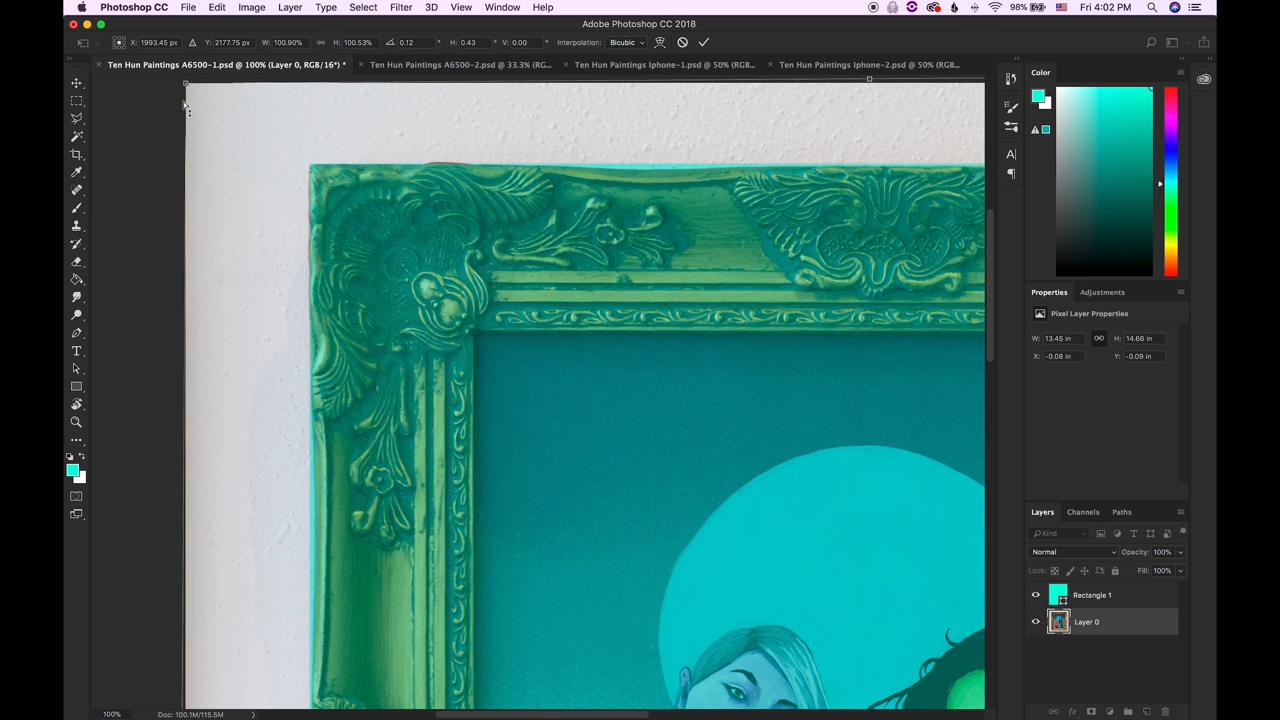 Photoshop CC File Edit Image Layer Type Select Filter 3D View Window Help 98% Fri 4:02 PM
Adobe Photoshop CC 2018
X: 1993.45 px Y: 2177.75 px W: 100.90% H: 100.53% 0.12 H: 0.43 V: 0.00 Interpolation: Bicubic
Ten Hun Paintings A6500-1.psd @ 100% (Layer 0, RGB/16*) * Ten Hun Paintings A6500-2.psd @ 33.3% (RG... Ten Hun Paintings Iphone-1.psd @ 50% (RGB... Ten Hun Paintings Iphone-2.psd @ 50% (RGB...
Color
Properties Adjustments
Pixel Layer Properties
W: 13.45 in H: 14.66 in
X: -0.08 in Y: -0.09 in
Layers Channels Paths
Kind
Normal Opacity: 100%
Lock: Fill: 100%
Rectangle 1
Layer 0
100% Doc: 100.1M/115.5M